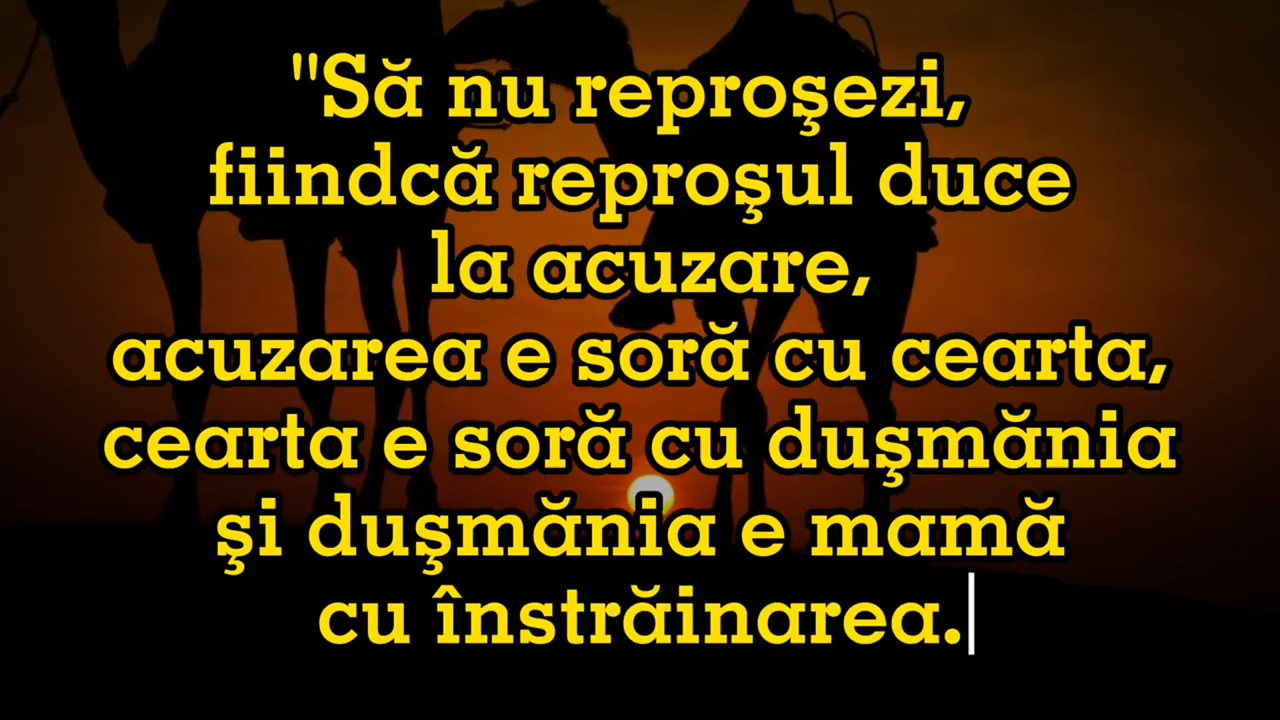 "Să nu reproşezi,
fiindcă reproşul duce
la acuzare,
acuzarea e soră cu cearta,
cearta e soră cu duşmănia
şi duşmănia e mamă
cu înstrăinarea.